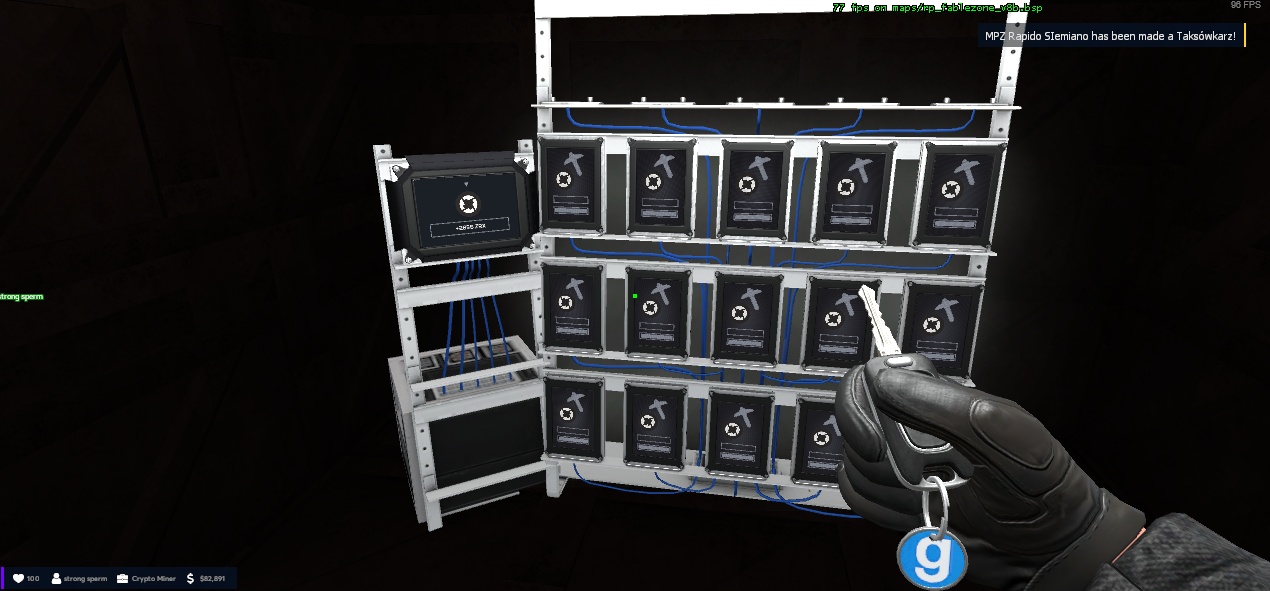 77 fps on maps/rp_fablezone_v8b.bsp
96 FPS
MPZ Rapido SIemiano has been made a Taksówkarz!
strong sperm
100
strong sperm
Crypto Miner
$82,891
g